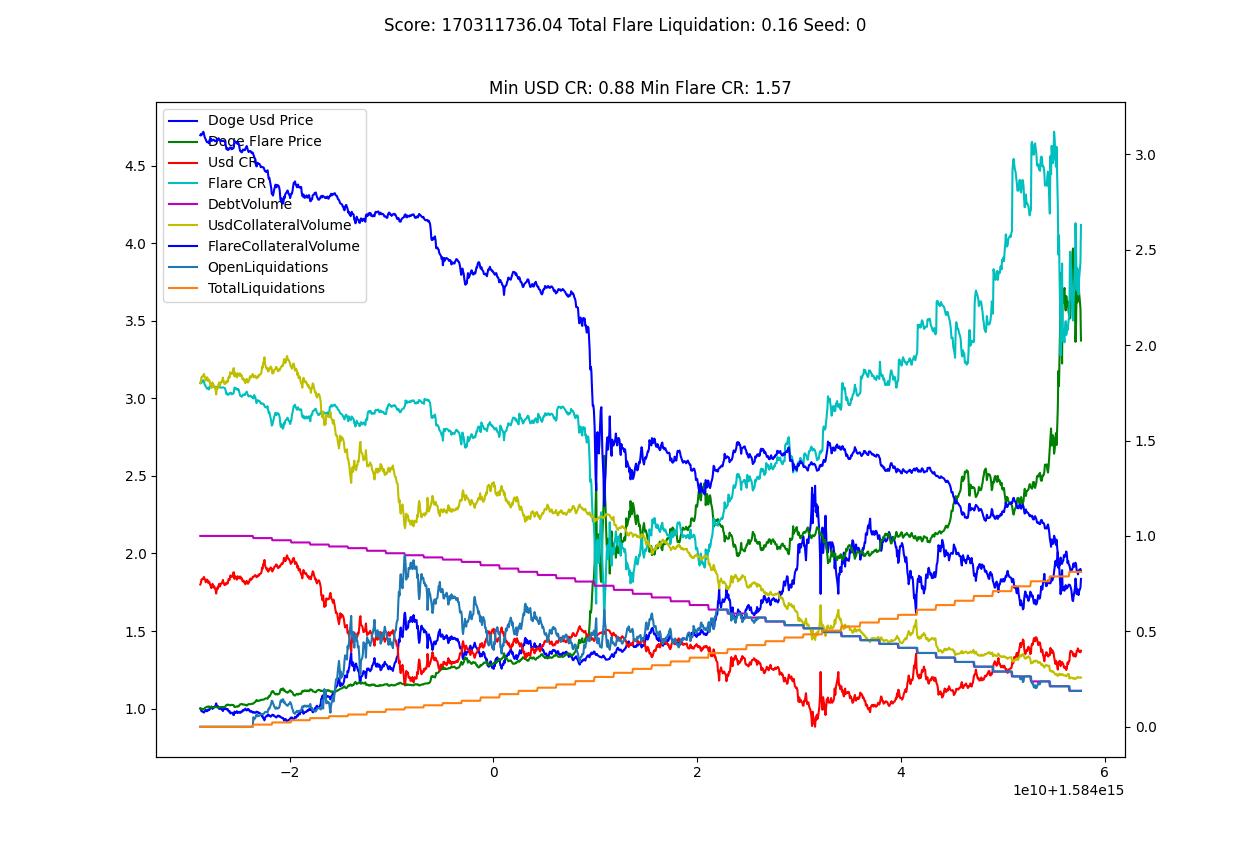 Score: 170311736.04 Total Flare Liquidation: 0.16 Seed: 0
Min USD CR: 0.88 Min Flare CR: 1.57
Doge Usd Price
Doge Flare Price
Usd CR
Flare CR
DebtVolume
UsdCollateralVolume
FlareCollateralVolume
OpenLiquidations
TotalLiquidations
4.5
4.0
3.5
3.0
2.5
2.0
1.5
1.0
3.0
2.5
2.0
1.5
1.0
0.5
0.0
−2
0
2
4
6
1e10+1.584e15